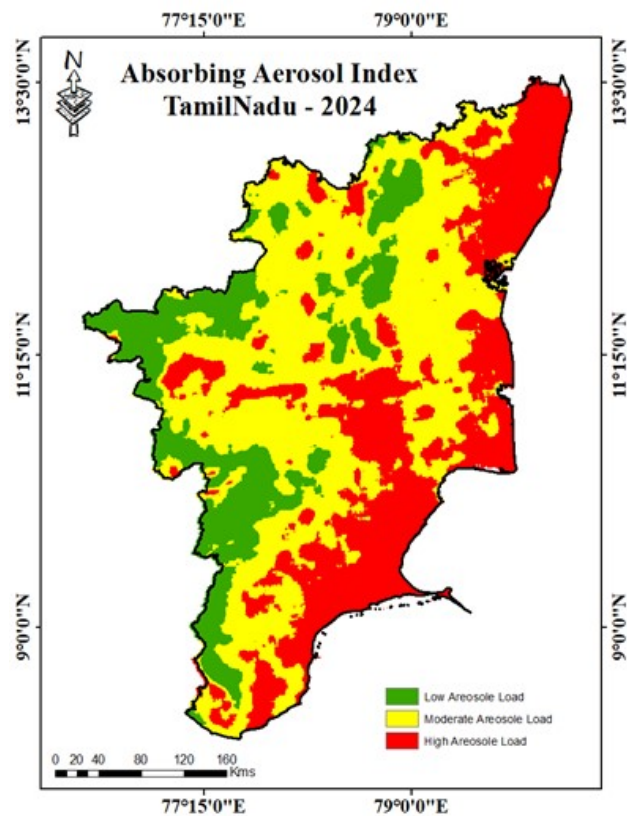 77°15'0"E 79°0'0"E
N
Absorbing Aerosol Index
TamilNadu - 2024
13°30'0"N 13°30'0"N
11°15'0"N 11°15'0"N
9°0'0"N 9°0'0"N
Low Areosole Load
Moderate Areosole Load
High Areosole Load
0 20 40 80 120 160
Kms
77°15'0"E 79°0'0"E